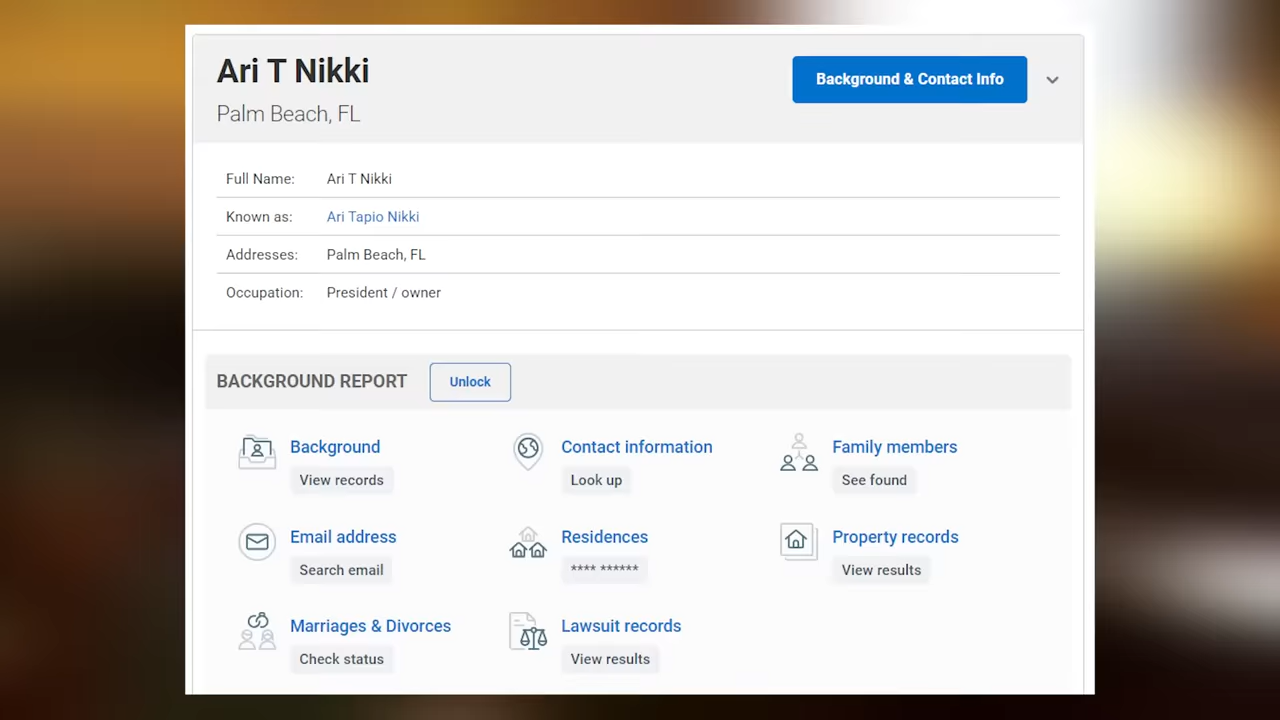 Ari T Nikki
Background & Contact Info
Palm Beach, FL
Full Name: Ari T Nikki
Known as: Ari Tapio Nikki
Addresses: Palm Beach, FL
Occupation: President / owner
BACKGROUND REPORT Unlock
Background Contact information Family members
View records Look up See found
Email address Residences Property records
Search email **** ****** View results
Marriages & Divorces Lawsuit records
Check status View results